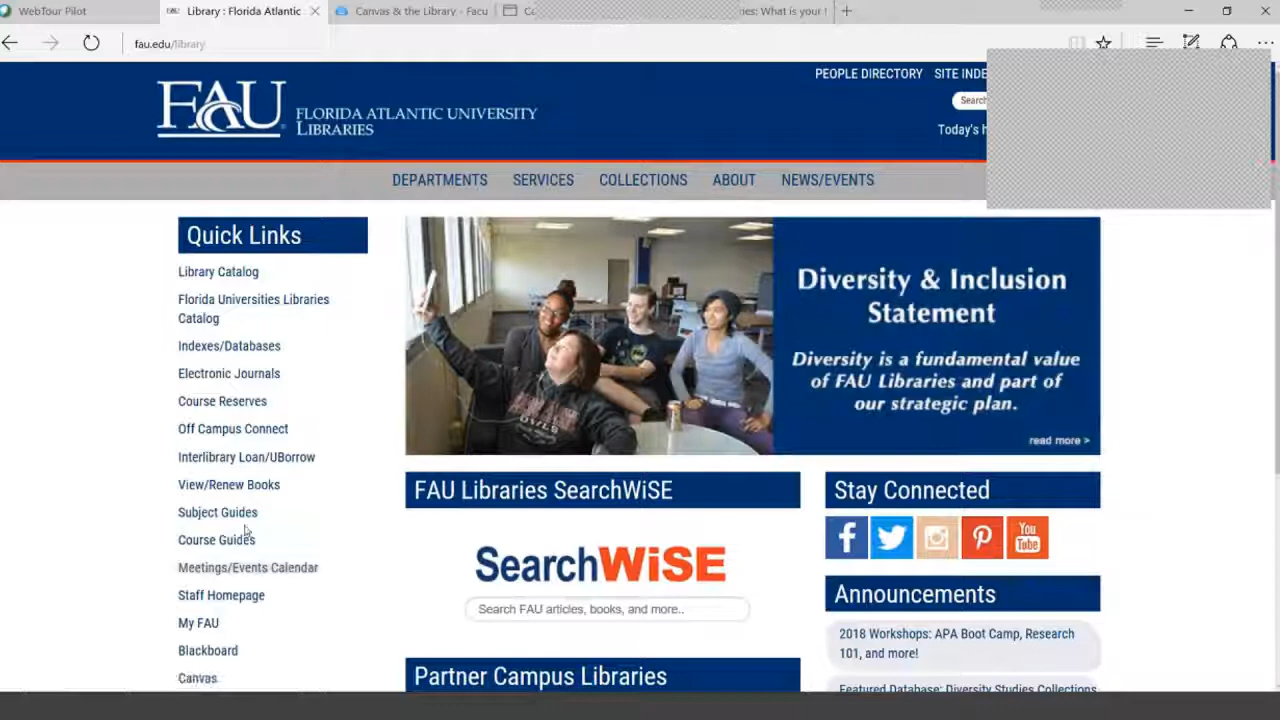 WebTour Pilot
Library : Florida Atlantic
Canvas & the Library - Facu
ies: What is your
fau.edu/library
PEOPLE DIRECTORY SITE INDE
Search
FAU FLORIDA ATLANTIC UNIVERSITY
LIBRARIES
Today's h
DEPARTMENTS SERVICES COLLECTIONS ABOUT NEWS/EVENTS
Quick Links
Library Catalog
Florida Universities Libraries
Catalog
Indexes/Databases
Electronic Journals
Course Reserves
Off Campus Connect
Interlibrary Loan/UBorrow
View/Renew Books
Subject Guides
Course Guides
Meetings/Events Calendar
Staff Homepage
My FAU
Blackboard
Canvas
Diversity & Inclusion
Statement
Diversity is a fundamental value
of FAU Libraries and part of
our strategic plan.
read more >
FAU Libraries SearchWiSE
SearchWiSE
Search FAU articles, books, and more..
Partner Campus Libraries
Stay Connected
You
Tube
Announcements
2018 Workshops: APA Boot Camp, Research
101, and more!
Featured Database: Diversity Studies Collections